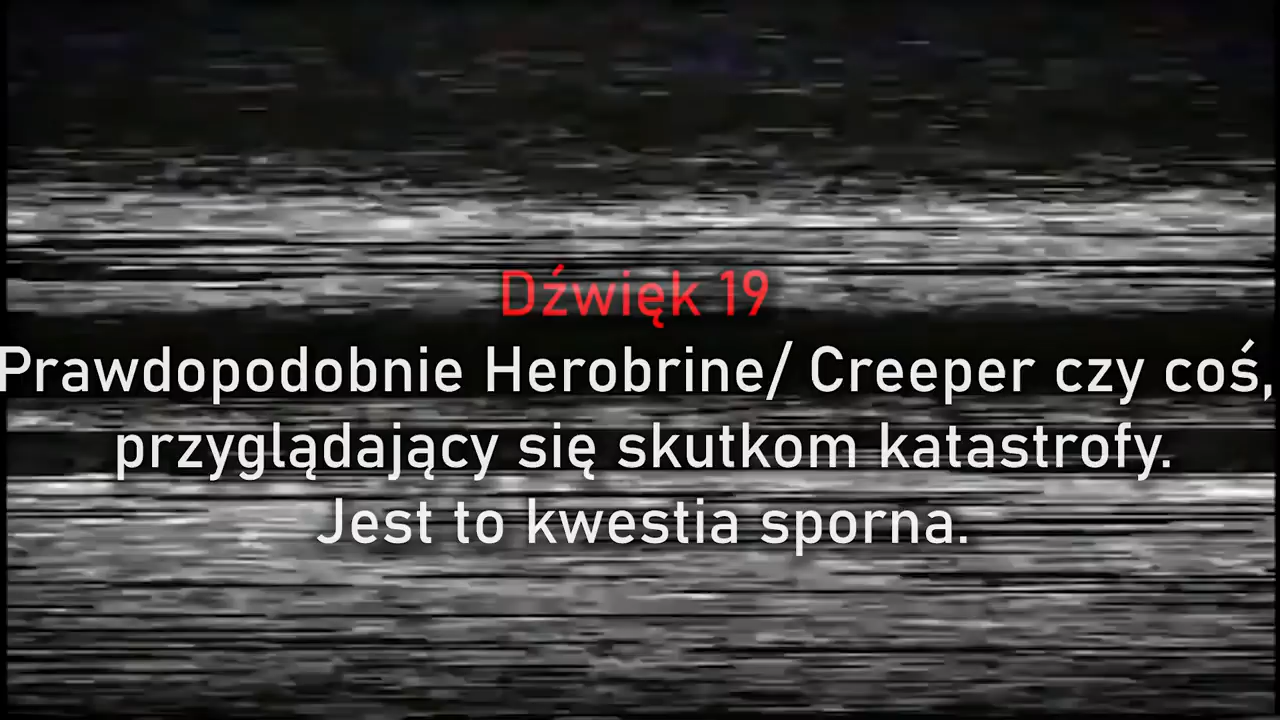 Dźwięk 19
Prawdopodobnie Herobrine/ Creeper czy coś,
przyglądający się skutkom katastrofy.
Jest to kwestia sporna.